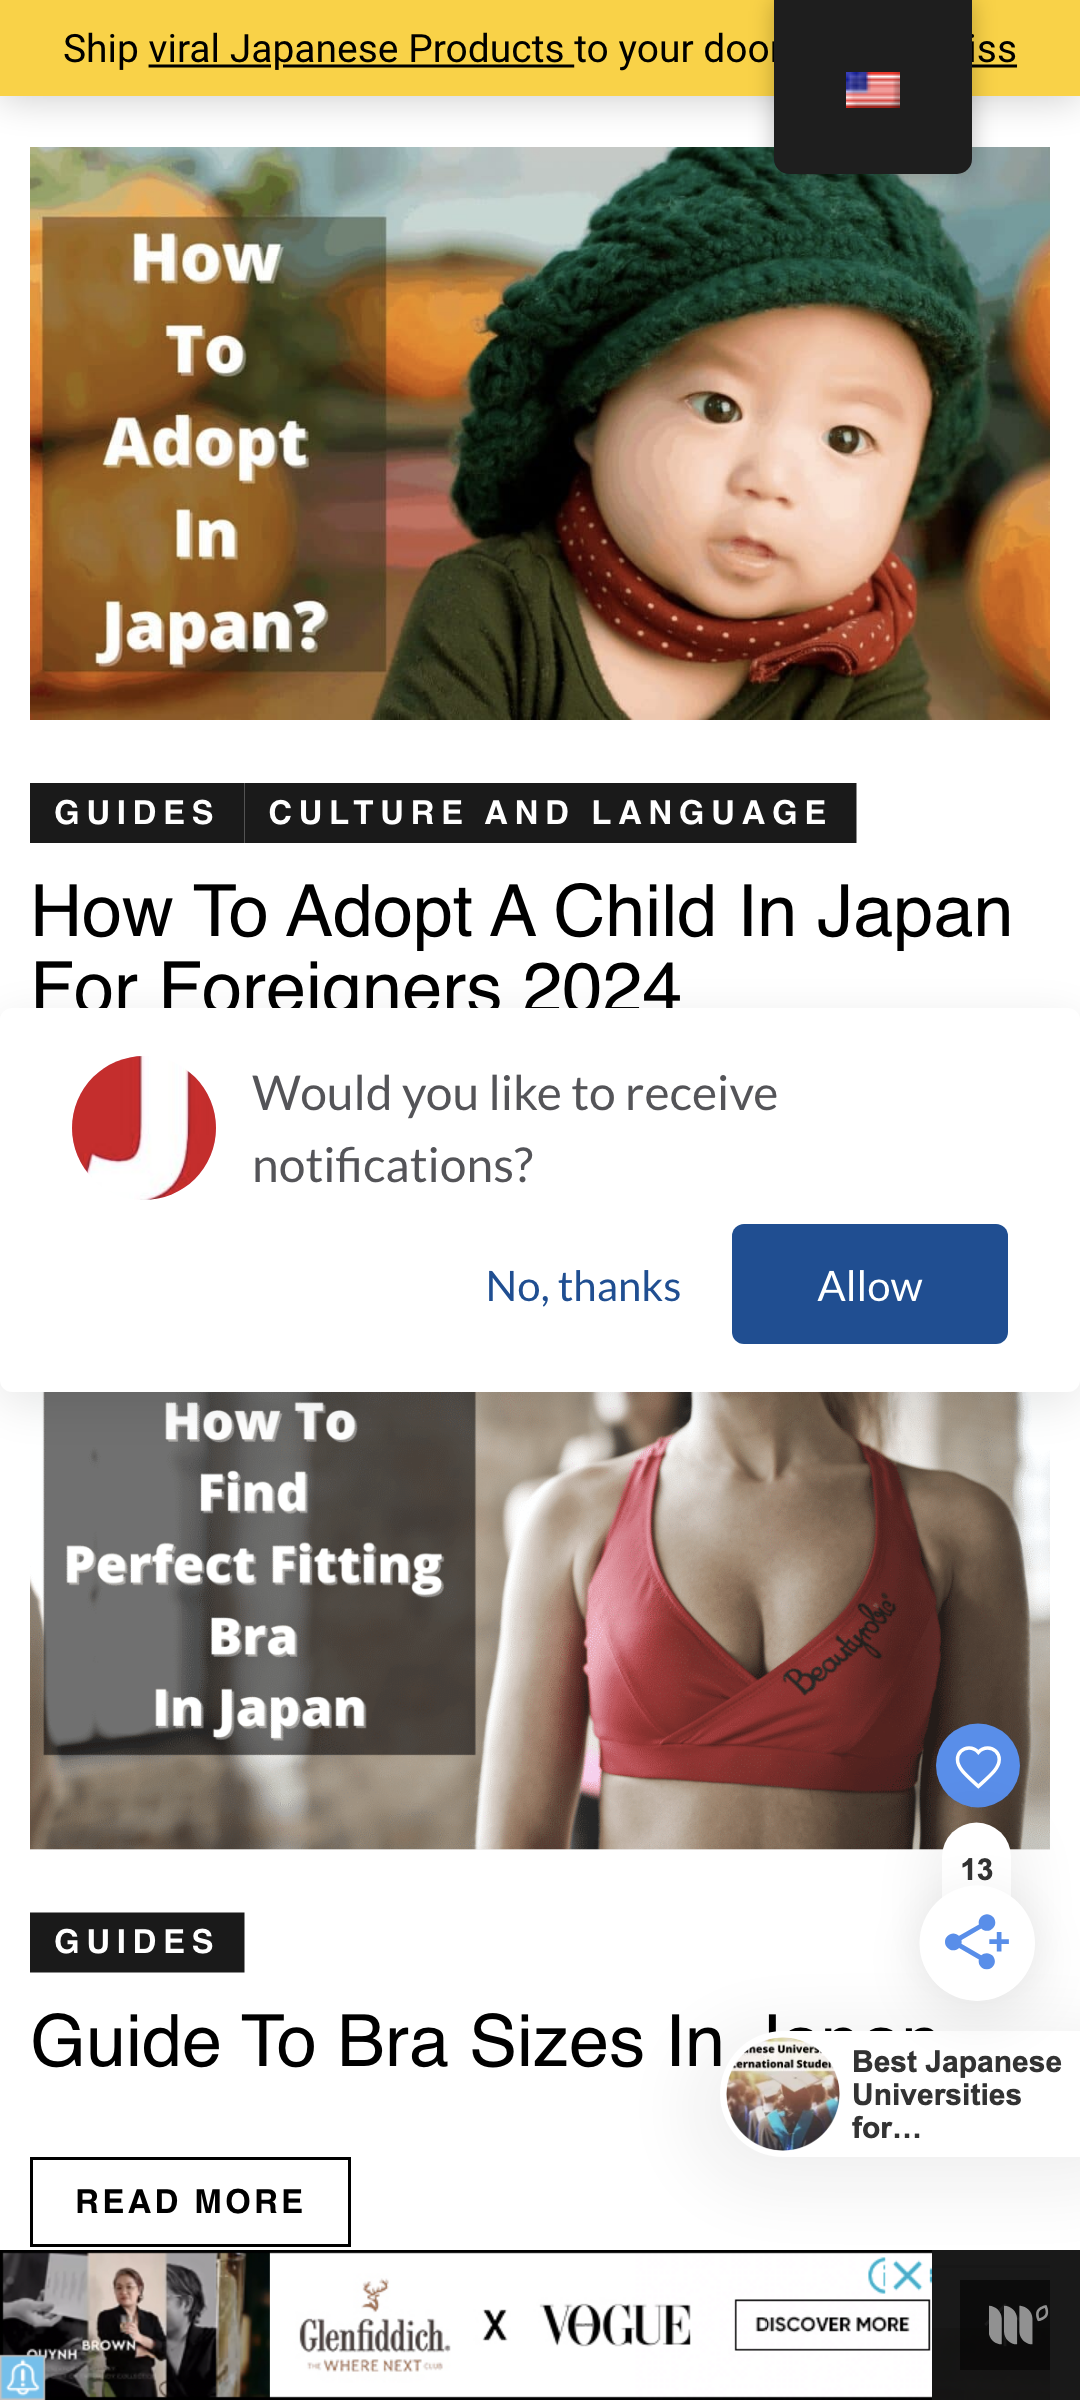 Ship viral Japanese Products to your door
iss
How
To
Adopt
In
Japan?
GUIDES
CULTURE AND LANGUAGE
How To Adopt A Child In Japan
For Foreigners 2024
Would you like to receive
notifications?
No, thanks
Allow
How To
Find
Perfect Fitting
Bra
In Japan
Beautyrobic
13
GUIDES
Guide To Bra Sizes In Japan
Best Japanese
Universities
for...
READ MORE
QUYNH
BROWN
Glenfiddich.
X
VOGUE
THE WHERE NEXT CLUB
DISCOVER MORE